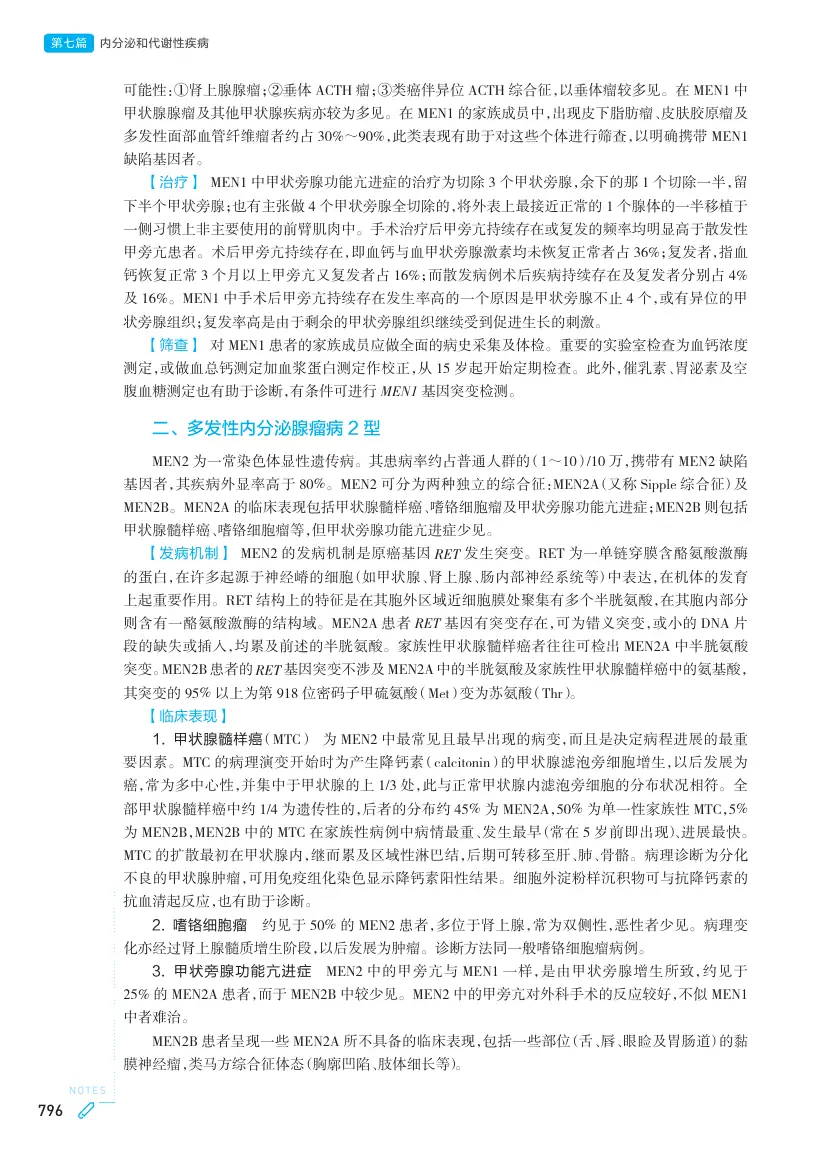 第七篇 内分泌和代谢性疾病
可能性:①肾上腺腺瘤;②垂体 ACTH 瘤;③类癌伴异位 ACTH 综合征,以垂体瘤较多见。在 MEN1 中
甲状腺腺瘤及其他甲状腺疾病亦较为多见。在 MEN1 的家族成员中,出现皮下脂肪瘤、皮肤胶原瘤及
多发性面部血管纤维瘤者约占 30%～90%,此类表现有助于对这些个体进行筛查,以明确携带 MEN1
缺陷基因者。
【治疗】 MEN1 中甲状旁腺功能亢进症的治疗为切除 3 个甲状旁腺,余下的那 1 个切除一半,留
下半个甲状旁腺;也有主张做 4 个甲状旁腺全切除的,将外表上最接近正常的 1 个腺体的一半移植于
一侧习惯上非主要使用的前臂肌肉中。手术治疗后甲旁亢持续存在或复发的频率均明显高于散发性
甲旁亢患者。术后甲旁亢持续存在,即血钙与血甲状旁腺激素均未恢复正常者占 36%;复发者,指血
钙恢复正常 3 个月以上甲旁亢又复发者占 16%;而散发病例术后疾病持续存在及复发者分别占 4%
及 16%。MEN1 中手术后甲旁亢持续存在发生率高的一个原因是甲状旁腺不止 4 个,或有异位的甲
状旁腺组织;复发率高是由于剩余的甲状旁腺组织继续受到促进生长的刺激。
【筛查】 对 MEN1 患者的家族成员应做全面的病史采集及体检。重要的实验室检查为血钙浓度
测定,或做血总钙测定加血浆蛋白测定作校正,从 15 岁起开始定期检查。此外,催乳素、胃泌素及空
腹血糖测定也有助于诊断,有条件可进行 MEN1 基因突变检测。
二、多发性内分泌腺瘤病 2 型
MEN2 为一常染色体显性遗传病。其患病率约占普通人群的(1～10)/10 万,携带有 MEN2 缺陷
基因者,其疾病外显率高于 80%。MEN2 可分为两种独立的综合征:MEN2A(又称 Sipple 综合征)及
MEN2B。MEN2A 的临床表现包括甲状腺髓样癌、嗜铬细胞瘤及甲状旁腺功能亢进症;MEN2B 则包括
甲状腺髓样癌、嗜铬细胞瘤等,但甲状旁腺功能亢进症少见。
【发病机制】 MEN2 的发病机制是原癌基因 RET 发生突变。RET 为一单链穿膜含酪氨酸激酶
的蛋白,在许多起源于神经嵴的细胞(如甲状腺、肾上腺、肠内部神经系统等)中表达,在机体的发育
上起重要作用。RET 结构上的特征是在其胞外区域近细胞膜处聚集有多个半胱氨酸,在其胞内部分
则含有一酪氨酸激酶的结构域。MEN2A 患者 RET 基因有突变存在,可为错义突变,或小的 DNA 片
段的缺失或插入,均累及前述的半胱氨酸。家族性甲状腺髓样癌者往往可检出 MEN2A 中半胱氨酸
突变。MEN2B 患者的 RET 基因突变不涉及 MEN2A 中的半胱氨酸及家族性甲状腺髓样癌中的氨基酸,
其突变的 95% 以上为第 918 位密码子甲硫氨酸(Met)变为苏氨酸(Thr)。
【临床表现】
1. 甲状腺髓样癌(MTC) 为 MEN2 中最常见且最早出现的病变,而且是决定病程进展的最重
要因素。MTC 的病理演变开始时为产生降钙素(calcitonin)的甲状腺滤泡旁细胞增生,以后发展为
癌,常为多中心性,并集中于甲状腺的上 1/3 处,此与正常甲状腺内滤泡旁细胞的分布状况相符。全
部甲状腺髓样癌中约 1/4 为遗传性的,后者的分布约 45% 为 MEN2A,50% 为单一性家族性 MTC,5%
为 MEN2B,MEN2B 中的 MTC 在家族性病例中病情最重、发生最早(常在 5 岁前即出现)、进展最快。
MTC 的扩散最初在甲状腺内,继而累及区域性淋巴结,后期可转移至肝、肺、骨骼。病理诊断为分化
不良的甲状腺肿瘤,可用免疫组化染色显示降钙素阳性结果。细胞外淀粉样沉积物可与抗降钙素的
抗血清起反应,也有助于诊断。
2. 嗜铬细胞瘤 约见于 50% 的 MEN2 患者,多位于肾上腺,常为双侧性,恶性者少见。病理变
化亦经过肾上腺髓质增生阶段,以后发展为肿瘤。诊断方法同一般嗜铬细胞瘤病例。
3. 甲状旁腺功能亢进症 MEN2 中的甲旁亢与 MEN1 一样,是由甲状旁腺增生所致,约见于
25% 的 MEN2A 患者,而于 MEN2B 中较少见。MEN2 中的甲旁亢对外科手术的反应较好,不似 MEN1
中者难治。
MEN2B 患者呈现一些 MEN2A 所不具备的临床表现,包括一些部位(舌、唇、眼睑及胃肠道)的黏
膜神经瘤,类马方综合征体态(胸廓凹陷、肢体细长等)。
NOTES
796